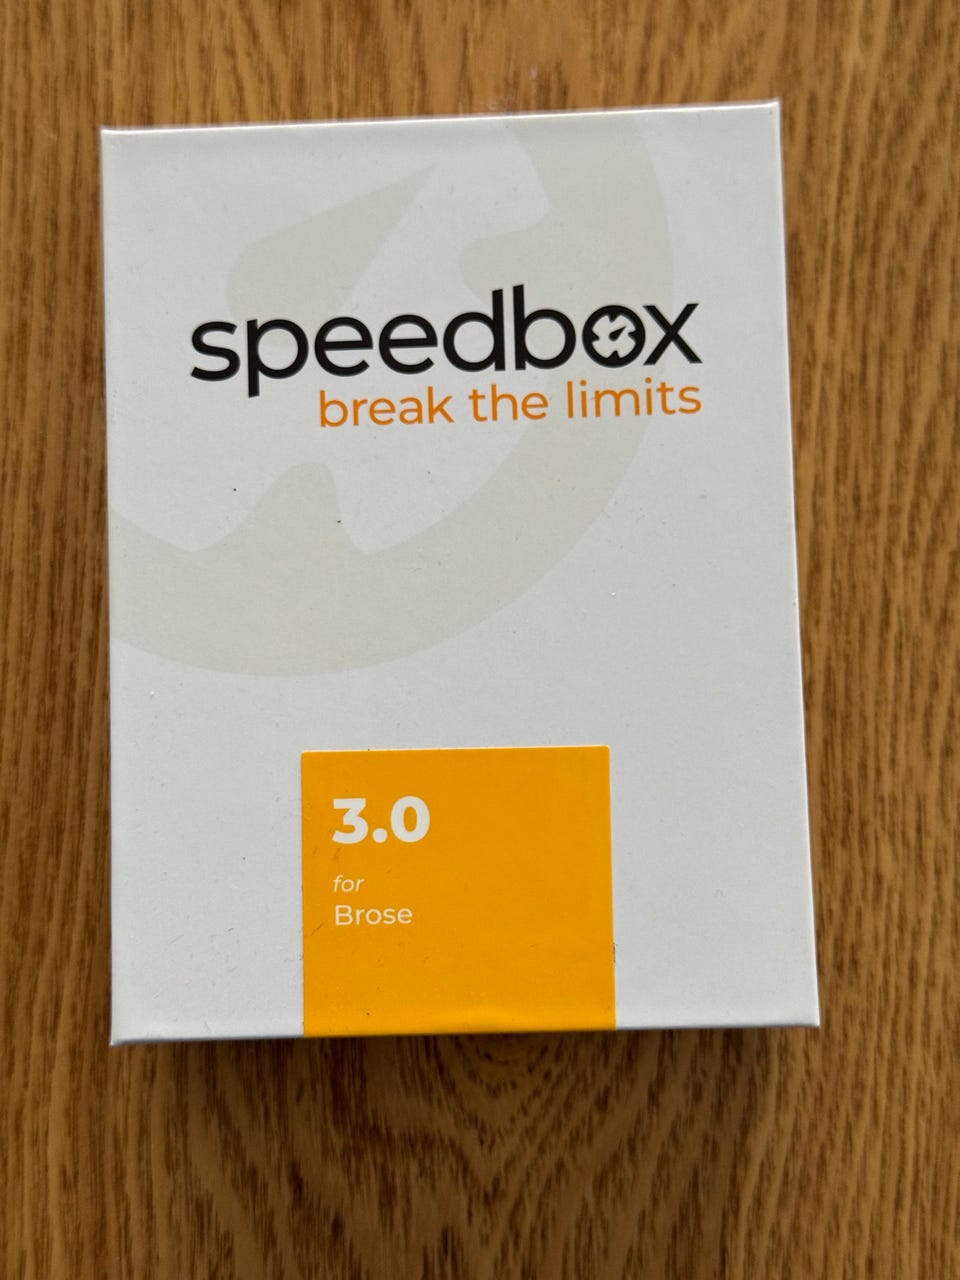 speedbox
break the limits
3.0
for
Brose